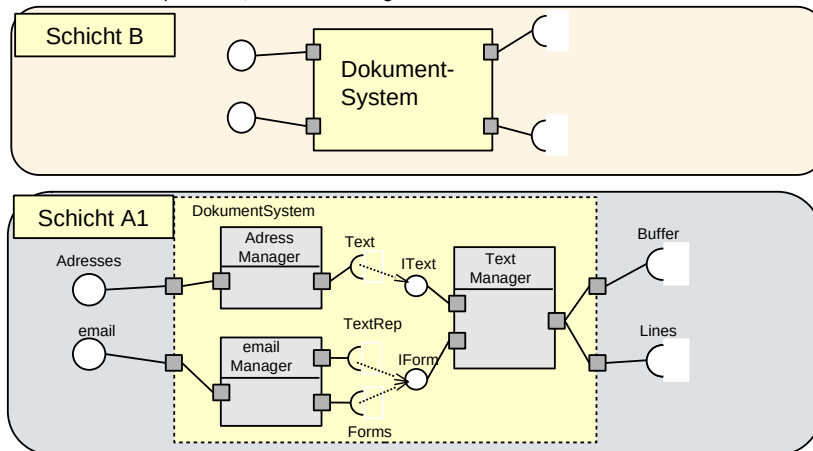 Schicht B
Dokument-
System
Schicht A1
DokumentSystem
Adresses
Adress
Manager
Text
IText
Text
Manager
Buffer
email
email
Manager
TextRep
IForm
Lines
Forms